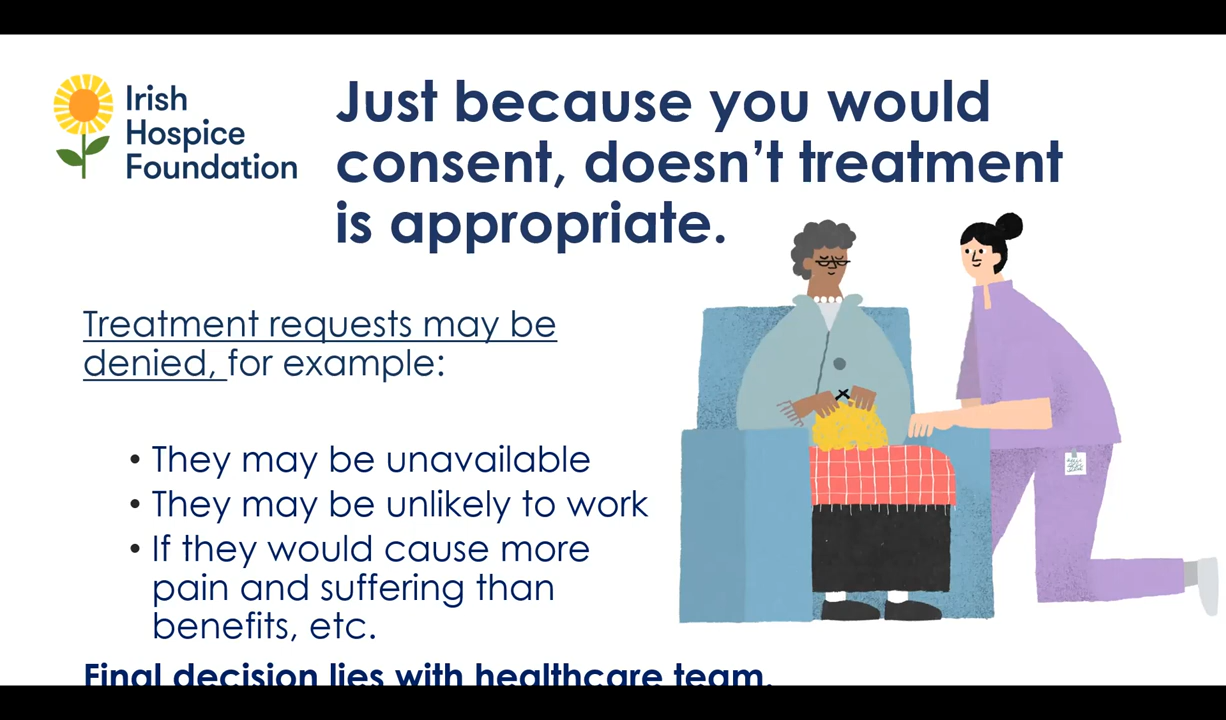 Irish
Hospice
Foundation
Just because you would
consent, doesn’t treatment
is appropriate.
Treatment requests may be
denied, for example:
• They may be unavailable
• They may be unlikely to work
• If they would cause more
pain and suffering than
benefits, etc.
Final decision lies with healthcare team.